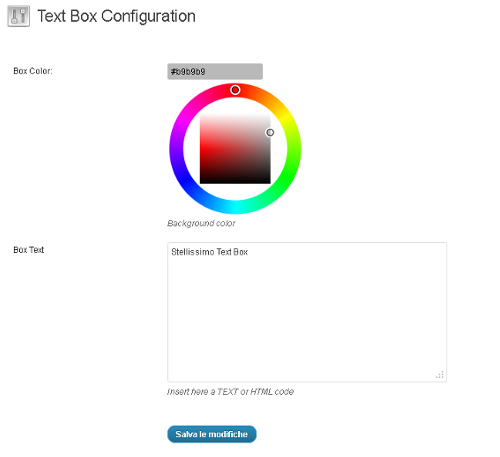 Text Box Configuration
Box Color:
#b9b9b9
Background color
Box Text
Stellissimo Text Box
Insert here a TEXT or HTML code
Salva le modifiche